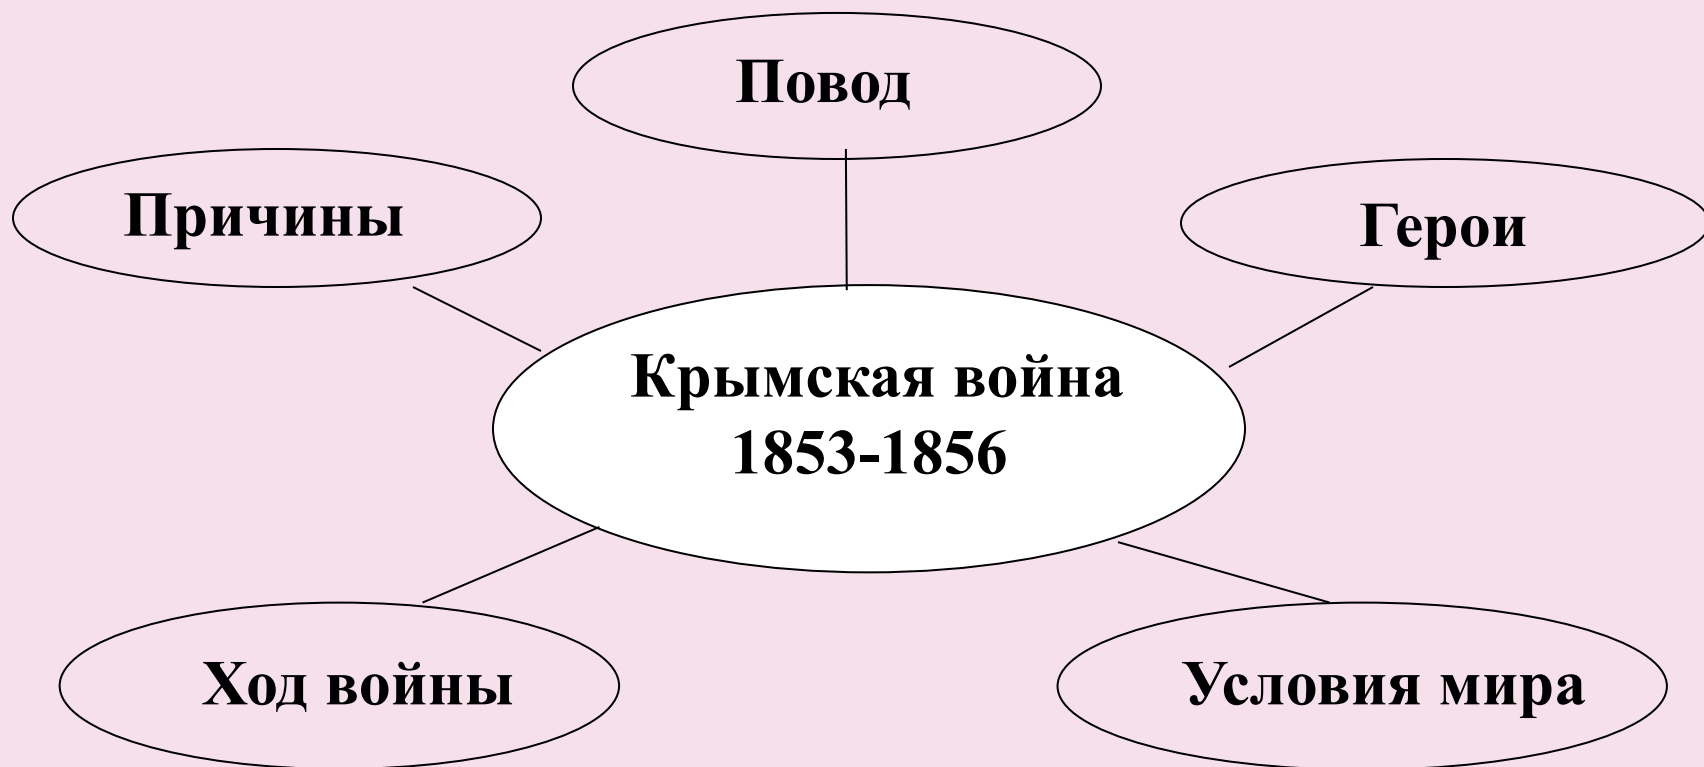 Повод
Причины
Герои
Крымская война
1853-1856
Ход войны
Условия мира